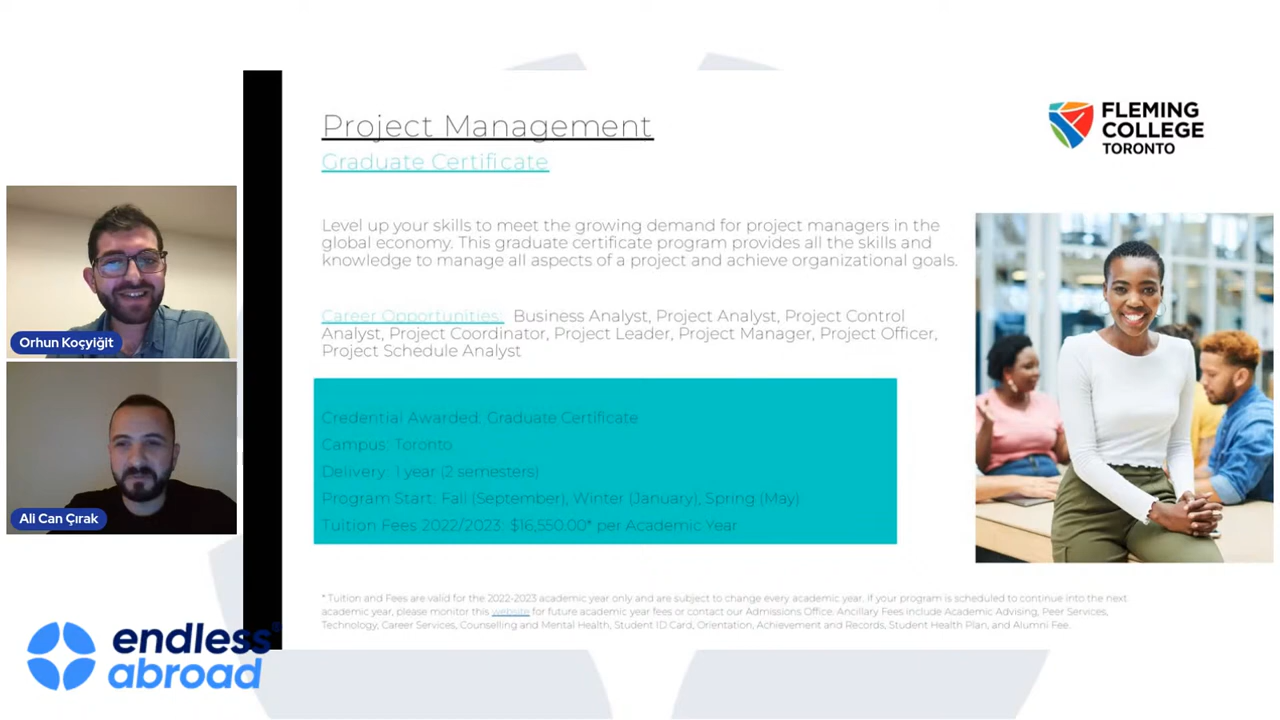 Project Management
Graduate Certificate
FLEMING
COLLEGE
TORONTO
Level up your skills to meet the growing demand for project managers in the
global economy. This graduate certificate program provides all the skills and
knowledge to manage all aspects of a project and achieve organizational goals.
Career Opportunities: Business Analyst, Project Analyst, Project Control
Analyst, Project Coordinator, Project Leader, Project Manager, Project Officer,
Project Schedule Analyst
Orhun Koçyiğit
Credential Awarded: Graduate Certificate
Campus: Toronto
Delivery: 1 year (2 semesters)
Program Start: Fall (September), Winter (January), Spring (May)
Tuition Fees 2022/2023: $16,550.00* per Academic Year
Ali Can Çırak
* Tuition and Fees are valid for the 2022-2023 academic year only and are subject to change every academic year. If your program is scheduled to continue into the next
academic year, please monitor this website for future academic year fees or contact our Admissions Office. Ancillary Fees include Academic Advising, Peer Services,
Technology, Career Services, Counselling and Mental Health, Student ID Card, Orientation, Achievement and Records, Student Health Plan, and Alumni Fee.
endless®
abroad